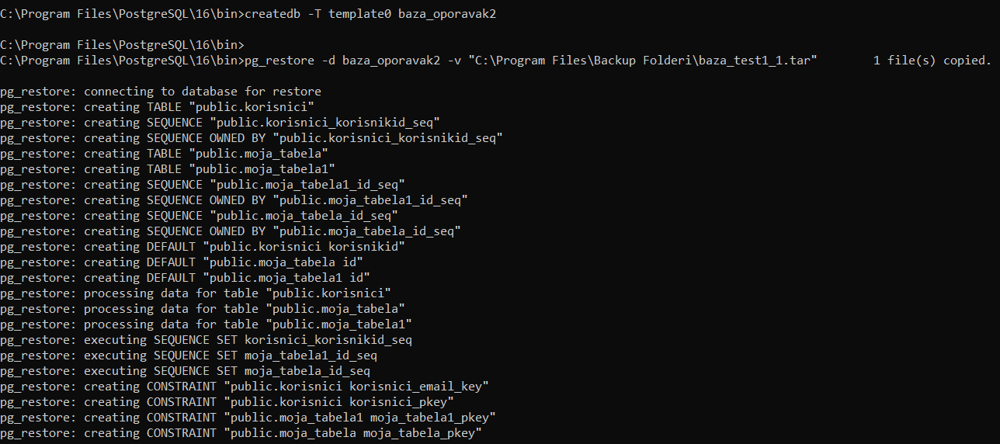 C:\Program Files\PostgreSQL\16\bin>createdb -T template0 baza_oporavak2
C:\Program Files\PostgreSQL\16\bin>
C:\Program Files\PostgreSQL\16\bin>pg_restore -d baza_oporavak2 -v "C:\Program Files\Backup Folderi\baza_test1_1.tar"        1 file(s) copied.
pg_restore: connecting to database for restore
pg_restore: creating TABLE "public.korisnici"
pg_restore: creating SEQUENCE "public.korisnici_korisnikid_seq"
pg_restore: creating SEQUENCE OWNED BY "public.korisnici_korisnikid_seq"
pg_restore: creating TABLE "public.moja_tabela"
pg_restore: creating TABLE "public.moja_tabela1"
pg_restore: creating SEQUENCE "public.moja_tabela1_id_seq"
pg_restore: creating SEQUENCE OWNED BY "public.moja_tabela1_id_seq"
pg_restore: creating SEQUENCE "public.moja_tabela_id_seq"
pg_restore: creating SEQUENCE OWNED BY "public.moja_tabela_id_seq"
pg_restore: creating DEFAULT "public.korisnici korisnikid"
pg_restore: creating DEFAULT "public.moja_tabela id"
pg_restore: creating DEFAULT "public.moja_tabela1 id"
pg_restore: processing data for table "public.korisnici"
pg_restore: processing data for table "public.moja_tabela"
pg_restore: processing data for table "public.moja_tabela1"
pg_restore: executing SEQUENCE SET korisnici_korisnikid_seq
pg_restore: executing SEQUENCE SET moja_tabela1_id_seq
pg_restore: executing SEQUENCE SET moja_tabela_id_seq
pg_restore: creating CONSTRAINT "public.korisnici korisnici_email_key"
pg_restore: creating CONSTRAINT "public.korisnici korisnici_pkey"
pg_restore: creating CONSTRAINT "public.moja_tabela1 moja_tabela1_pkey"
pg_restore: creating CONSTRAINT "public.moja_tabela moja_tabela_pkey"